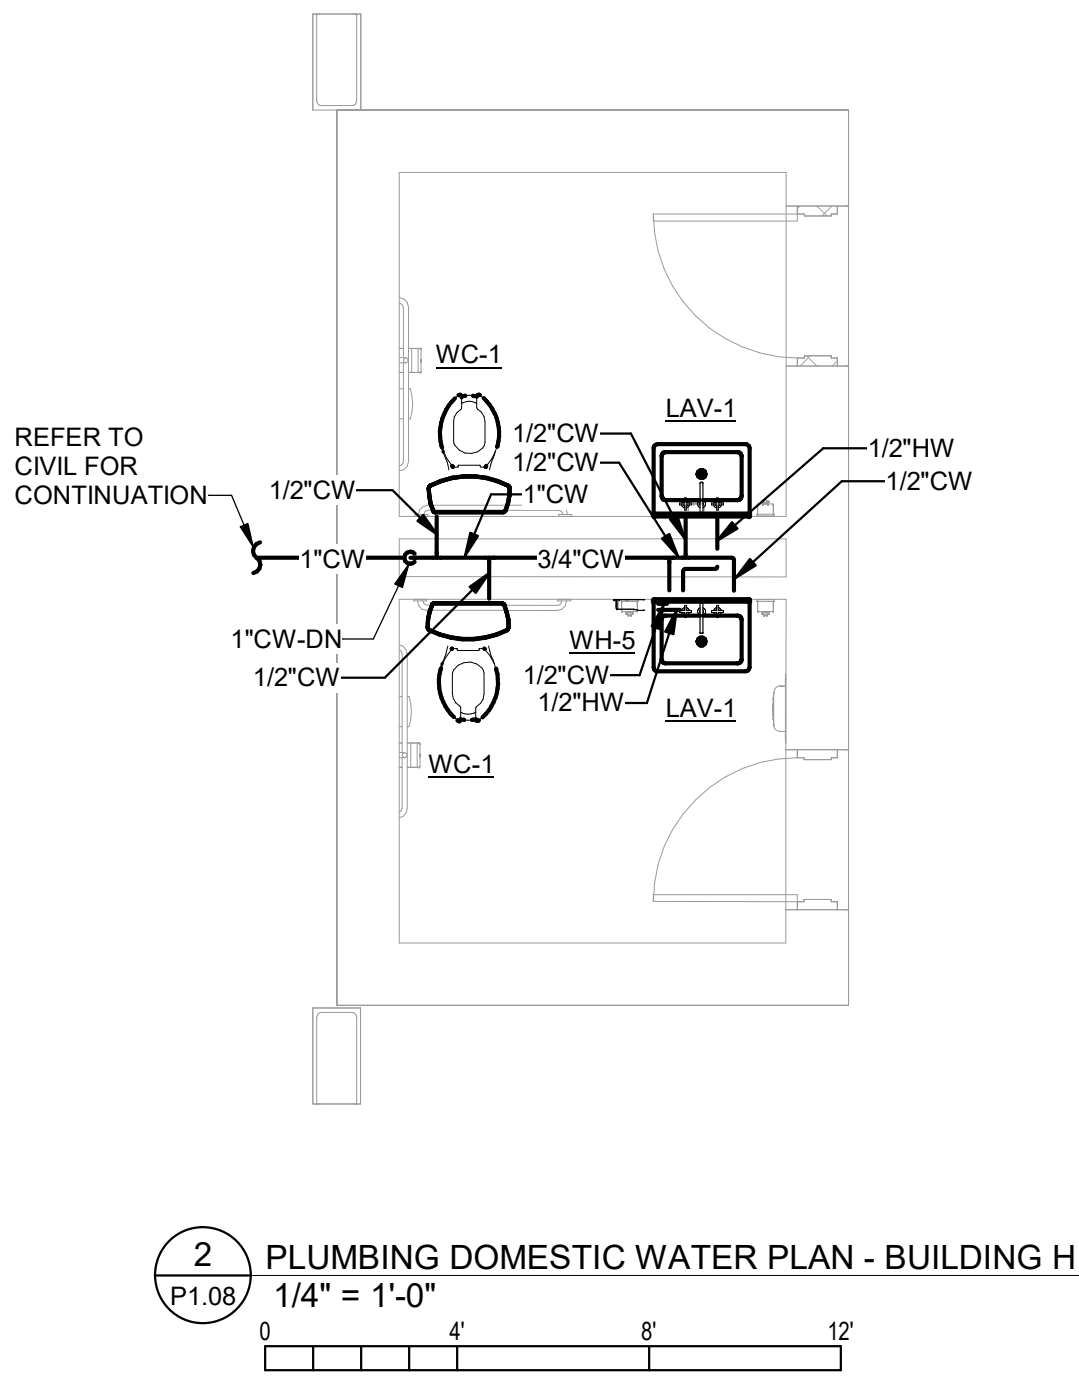 WC-1
LAV-1
1/2"CW
1/2"CW
1/2"HW
1/2"CW
REFER TO
CIVIL FOR
CONTINUATION
1/2"CW
1"CW
1"CW
3/4"CW
1"CW-DN
1/2"CW
WH-5
1/2"CW
1/2"HW
LAV-1
WC-1
2
P1.08
PLUMBING DOMESTIC WATER PLAN - BUILDING H
1/4" = 1'-0"
0 4' 8' 12'